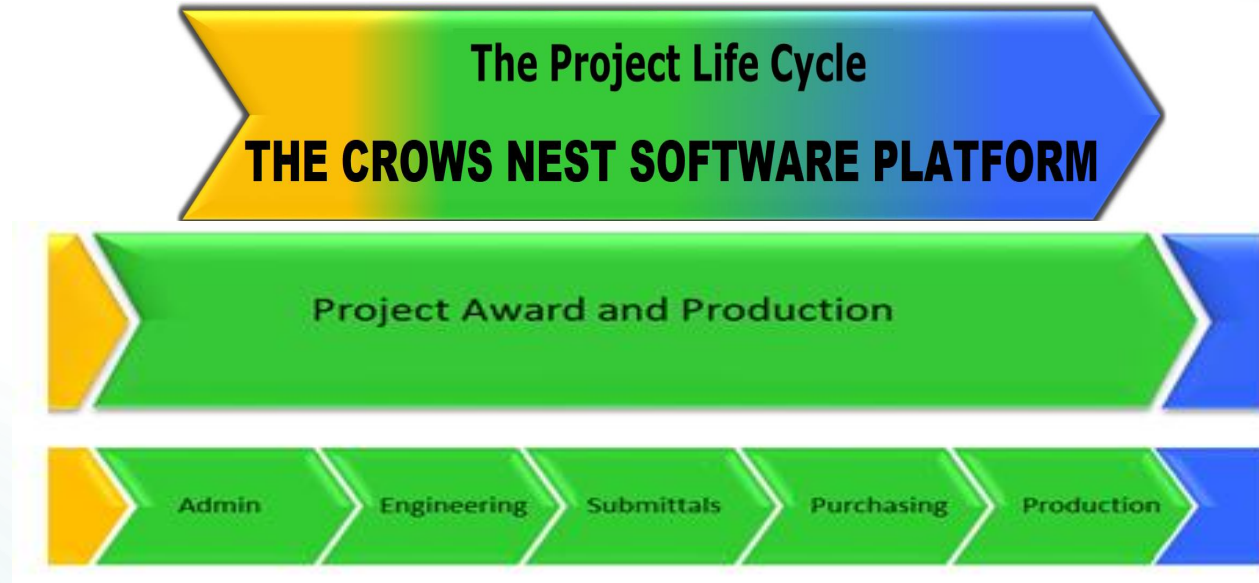 The Project Life Cycle
THE CROWS NEST SOFTWARE PLATFORM
Project Award and Production
Admin Engineering Submittals Purchasing Production